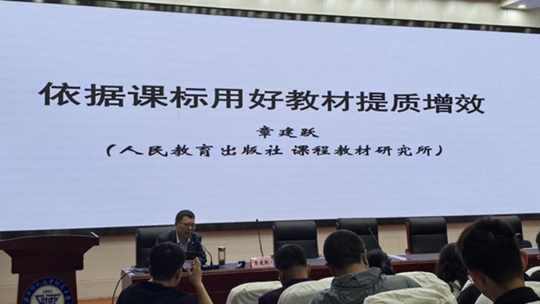 依据课标用好教材提质增效
章建跃
(人民教育出版社 课程教材研究所)